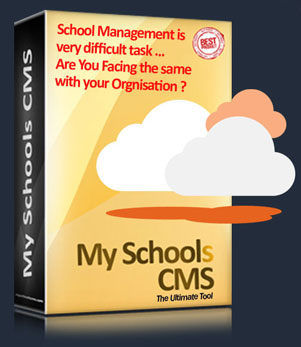 School Management is
very difficult task ...
Are You Facing the same
with your Orgnisation ?
BEST
My Schools CMS
My Schools
CMS
The Ultimate Tool